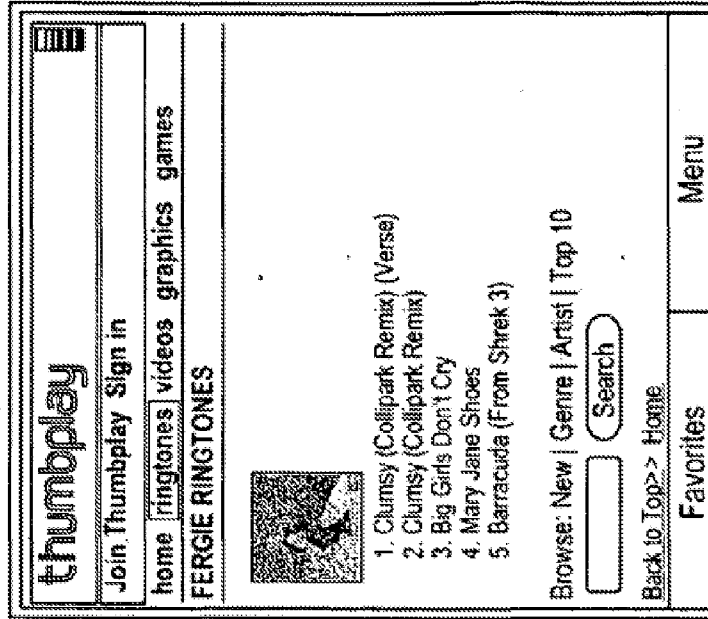 thumbplay
Join Thumbplay Sign in
home ringtones videos graphics games
FERGIE RINGTONES
1. Clumsy (Collipark Remix) (Verse)
2. Clumsy (Collipark Remix)
3. Big Girls Don't Cry
4. Mary Jane Shoes
5. Barracuda (From Shrek 3)
Browse: New | Genre | Artist | Top 10
Search
Back to Top>> Home
Favorites Menu